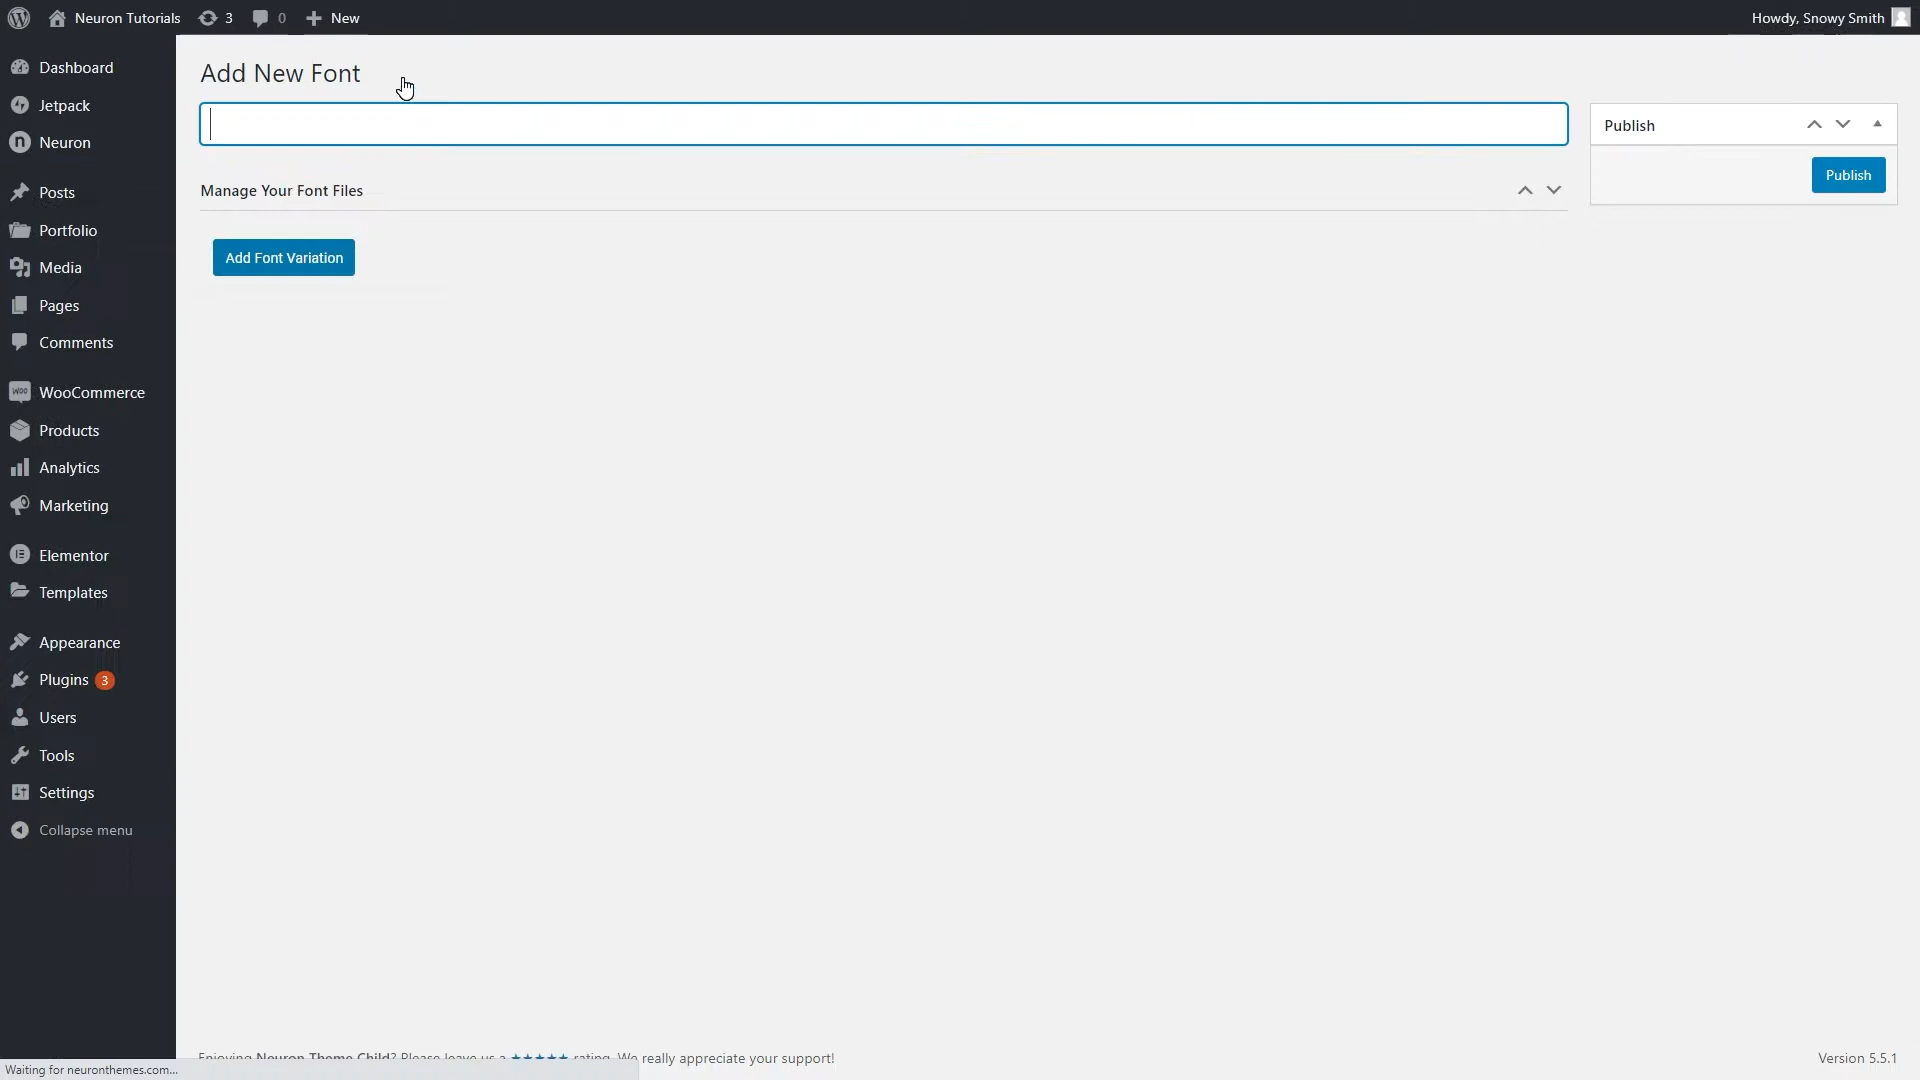 Neuron Tutorials 3 0 New Howdy, Snowy Smith
Dashboard
Jetpack
Neuron
Posts
Portfolio
Media
Pages
Comments
WooCommerce
Products
Analytics
Marketing
Elementor
Templates
Appearance
Plugins 3
Users
Tools
Settings
Collapse menu
Add New Font
Manage Your Font Files
Add Font Variation
Publish
Publish
Enjoying Neuron Theme Child? Please leave us a ★★★★★ rating. We really appreciate your support!
Version 5.5.1
Waiting for neuronthemes.com...